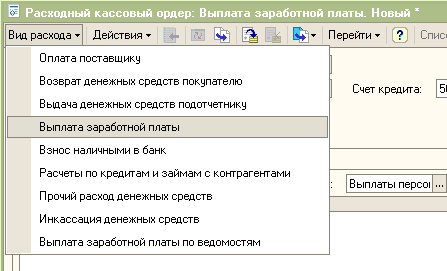 Расходный кассовый ордер: Выплата заработной платы. Новый *
Вид расхода Действия Перейти ?
Оплата поставщику
Возврат денежных средств покупателю
Выдача денежных средств подотчетнику
Счет кредита:
Выплата заработной платы
Взнос наличными в банк
Расчеты по кредитам и займам с контрагентами
Прочий расход денежных средств
: Выплаты персо ...
Инкассация денежных средств
Выплата заработной платы по ведомостям